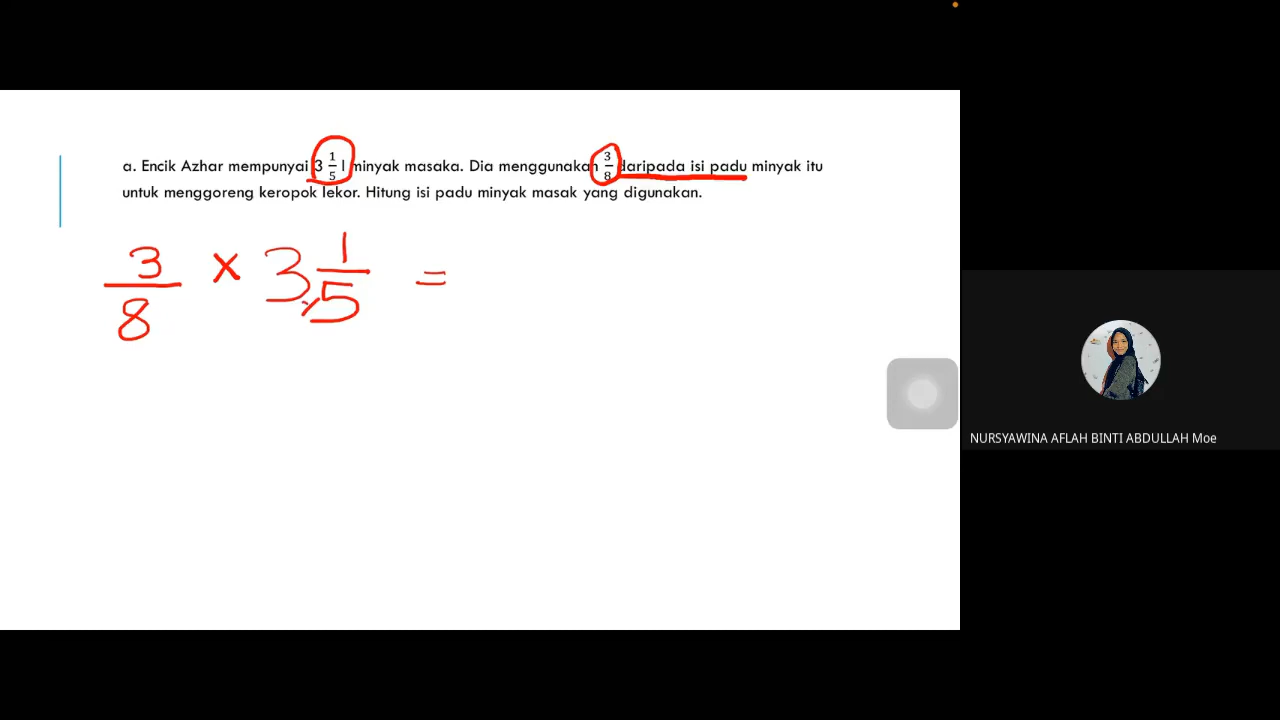 a. Encik Azhar mempunyai 3 1/5 l minyak masaka. Dia menggunakan 3/8 daripada isi padu minyak itu
untuk menggoreng keropok lekor. Hitung isi padu minyak masak yang digunakan.
3/8 x 3 1/5 =
NURSYAWINA AFLAH BINTI ABDULLAH Moe